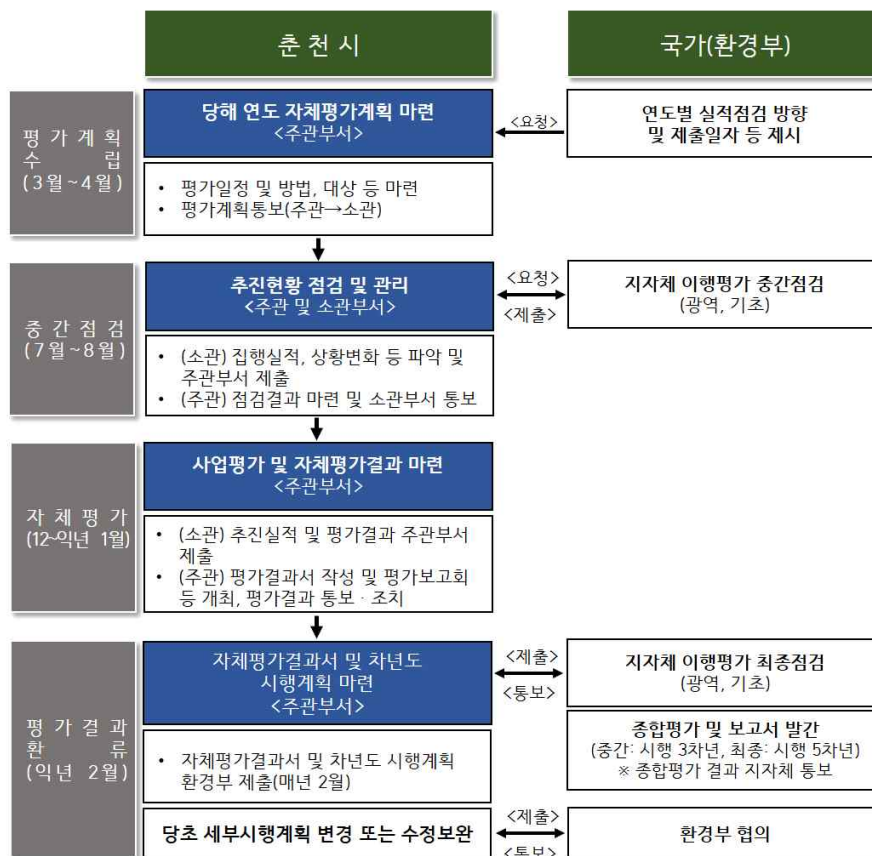 춘 천 시
국가(환경부)
평 가 계 획
수 립
(3월~4월)
당해 연도 자체평가계획 마련
<주관부서>
<요청>
연도별 실적점검 방향
및 제출일자 등 제시
• 평가일정 및 방법, 대상 등 마련
• 평가계획통보(주관→소관)
중 간 점 검
(7월~8월)
추진현황 점검 및 관리
<주관 및 소관부서>
<요청>
<제출>
지자체 이행평가 중간점검
(광역, 기초)
• (소관) 집행실적, 상황변화 등 파악 및
주관부서 제출
• (주관) 점검결과 마련 및 소관부서 통보
자 체 평 가
(12~익년 1월)
사업평가 및 자체평가결과 마련
<주관부서>
• (소관) 추진실적 및 평가결과 주관부서
제출
• (주관) 평가결과서 작성 및 평가보고회
등 개최, 평가결과 통보 · 조치
평 가 결 과
환 류
(익년 2월)
자체평가결과서 및 차년도
시행계획 마련
<주관부서>
<제출>
<통보>
지자체 이행평가 최종점검
(광역, 기초)
• 자체평가결과서 및 차년도 시행계획
환경부 제출(매년 2월)
종합평가 및 보고서 발간
(중간: 시행 3차년, 최종: 시행 5차년)
※ 종합평가 결과 지자체 통보
당초 세부시행계획 변경 또는 수정보완
<제출>
<통보>
환경부 협의